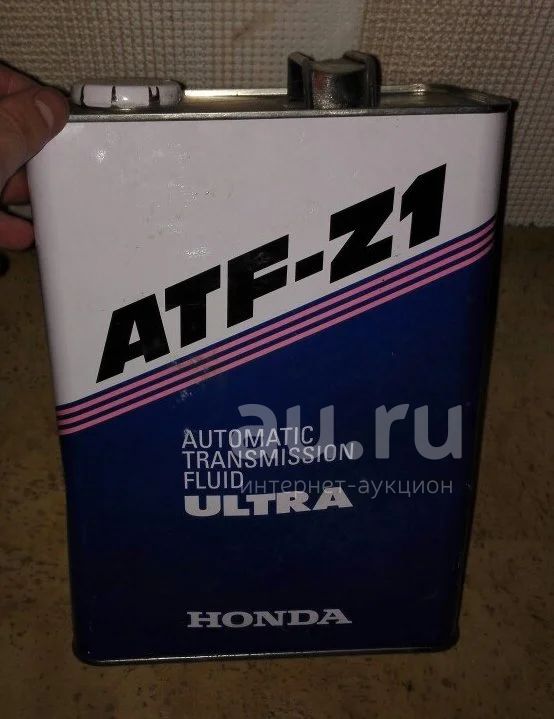 ATF-Z1
au.ru
интернет-аукцион
AUTOMATIC
TRANSMISSION
FLUID
ULTRA
HONDA